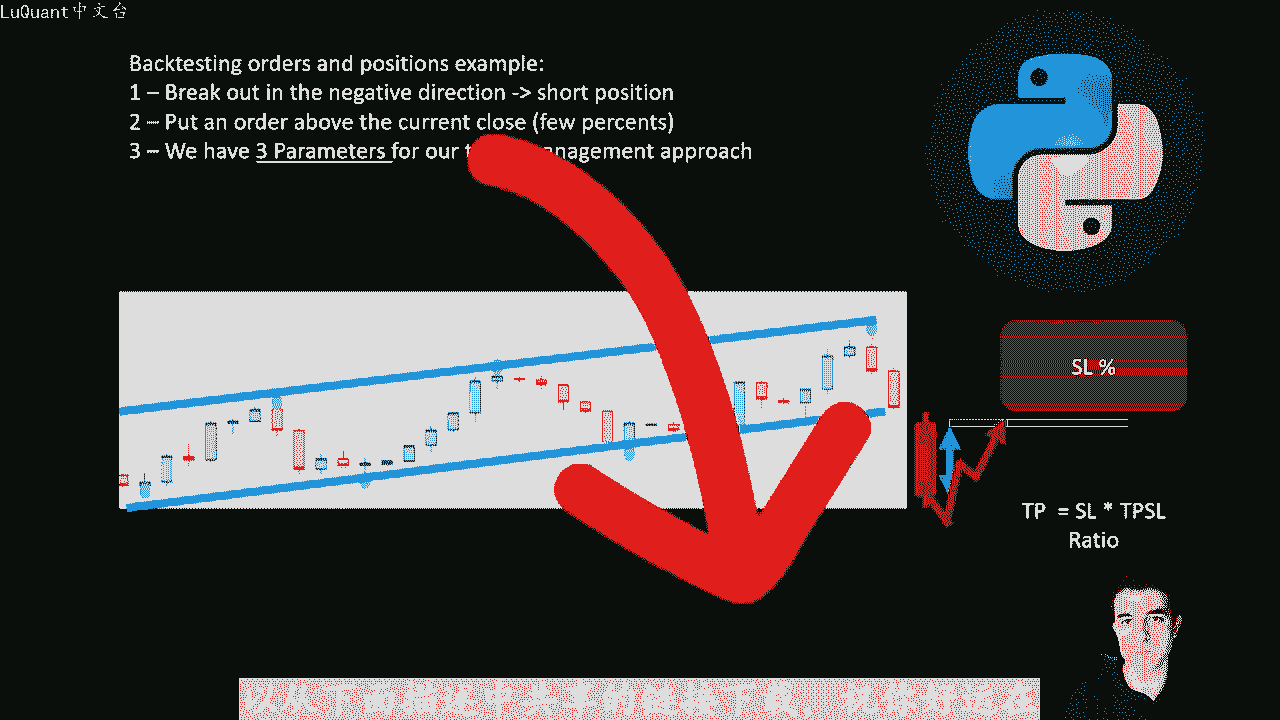 LuQuant中文台
Backtesting orders and positions example:
1 – Break out in the negative direction -> short position
2 – Put an order above the current close (few percents)
3 – We have 3 Parameters for our t nagement approach
SL %
TP = SL * TPSL
Ratio